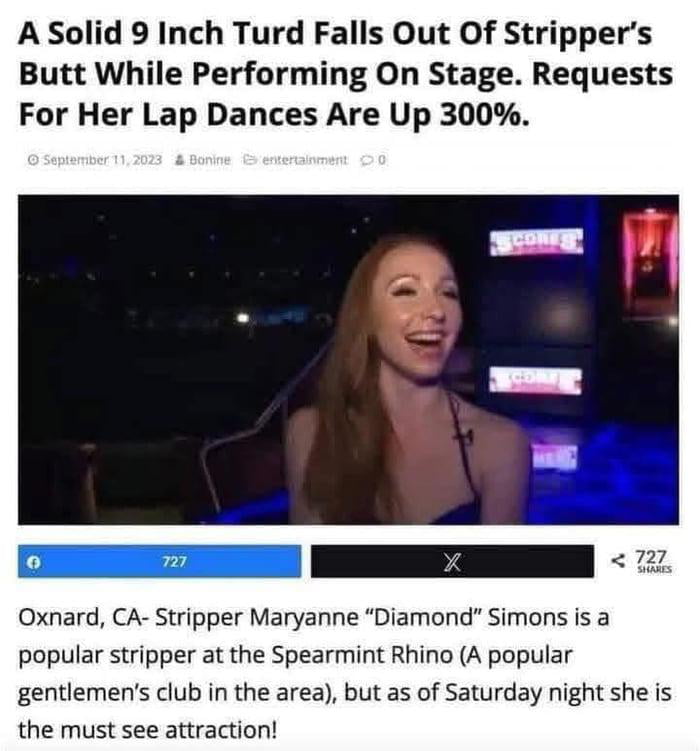 A Solid 9 Inch Turd Falls Out Of Stripper's
Butt While Performing On Stage. Requests
For Her Lap Dances Are Up 300%.
September 11, 2023 Bonine entertainment 0
SCORES
727
X
727
SHARES
Oxnard, CA- Stripper Maryanne “Diamond” Simons is a
popular stripper at the Spearmint Rhino (A popular
gentlemen's club in the area), but as of Saturday night she is
the must see attraction!